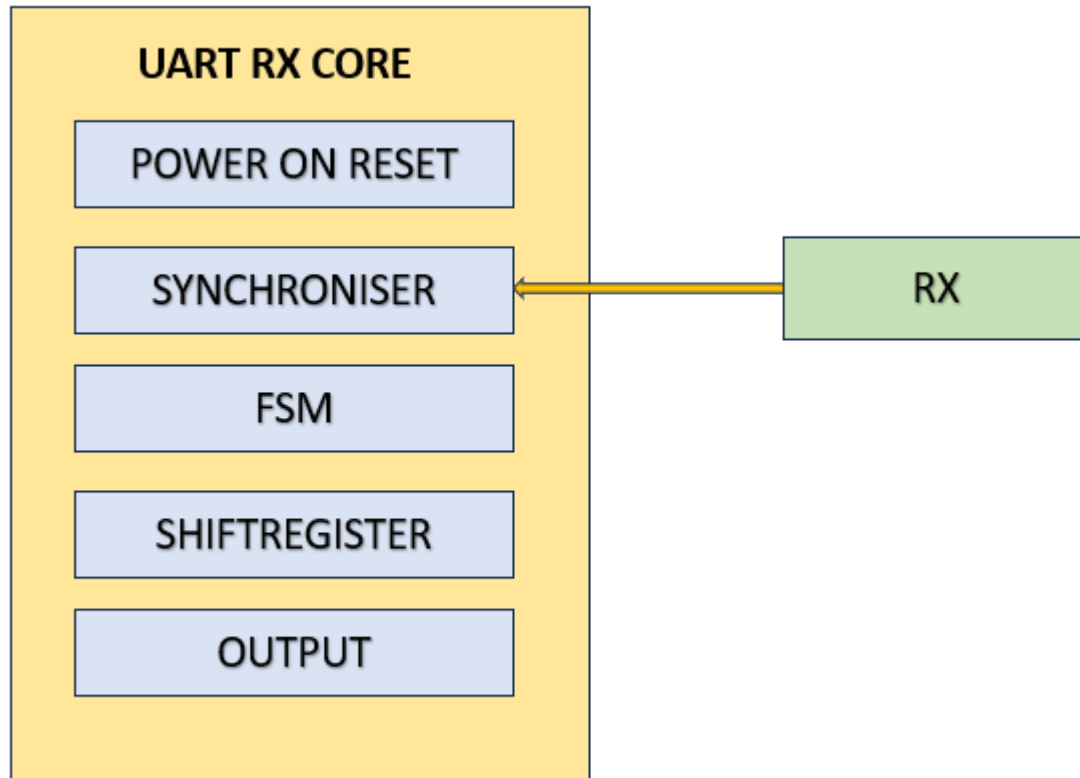 UART RX CORE
POWER ON RESET
SYNCHRONISER
RX
FSM
SHIFTREGISTER
OUTPUT